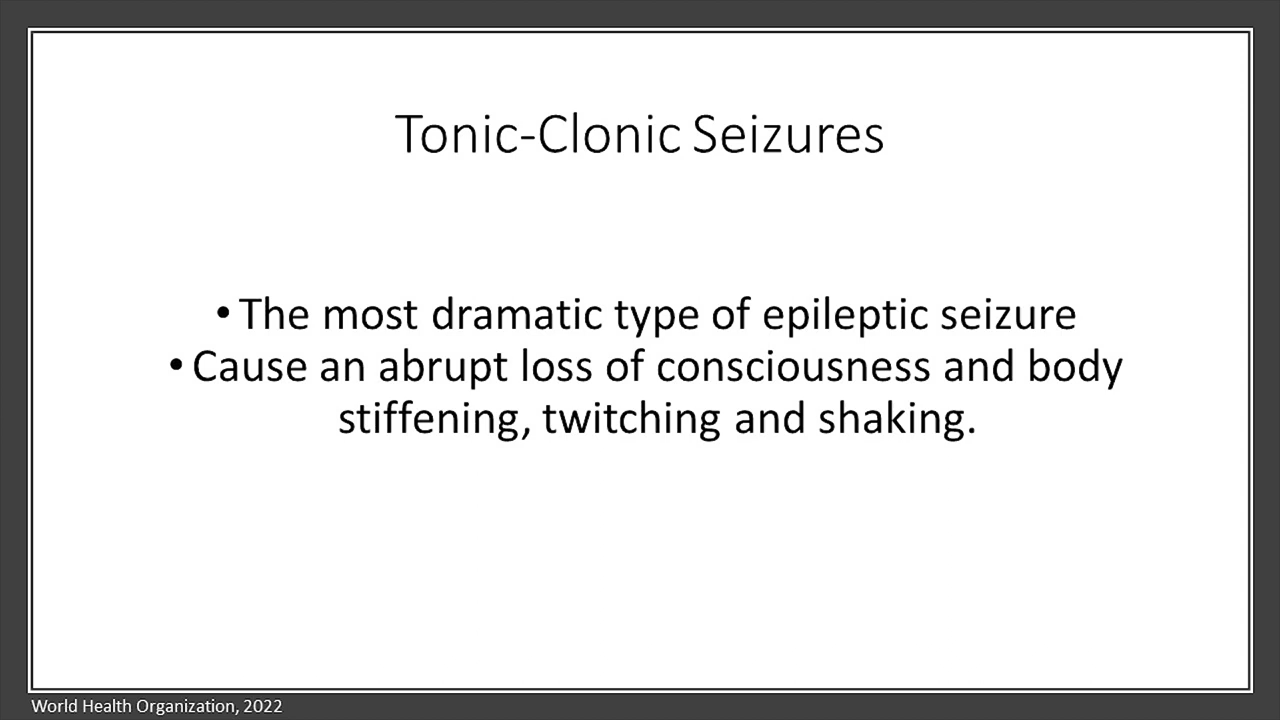 Tonic-Clonic Seizures
• The most dramatic type of epileptic seizure
• Cause an abrupt loss of consciousness and body
stiffening, twitching and shaking.
World Health Organization, 2022